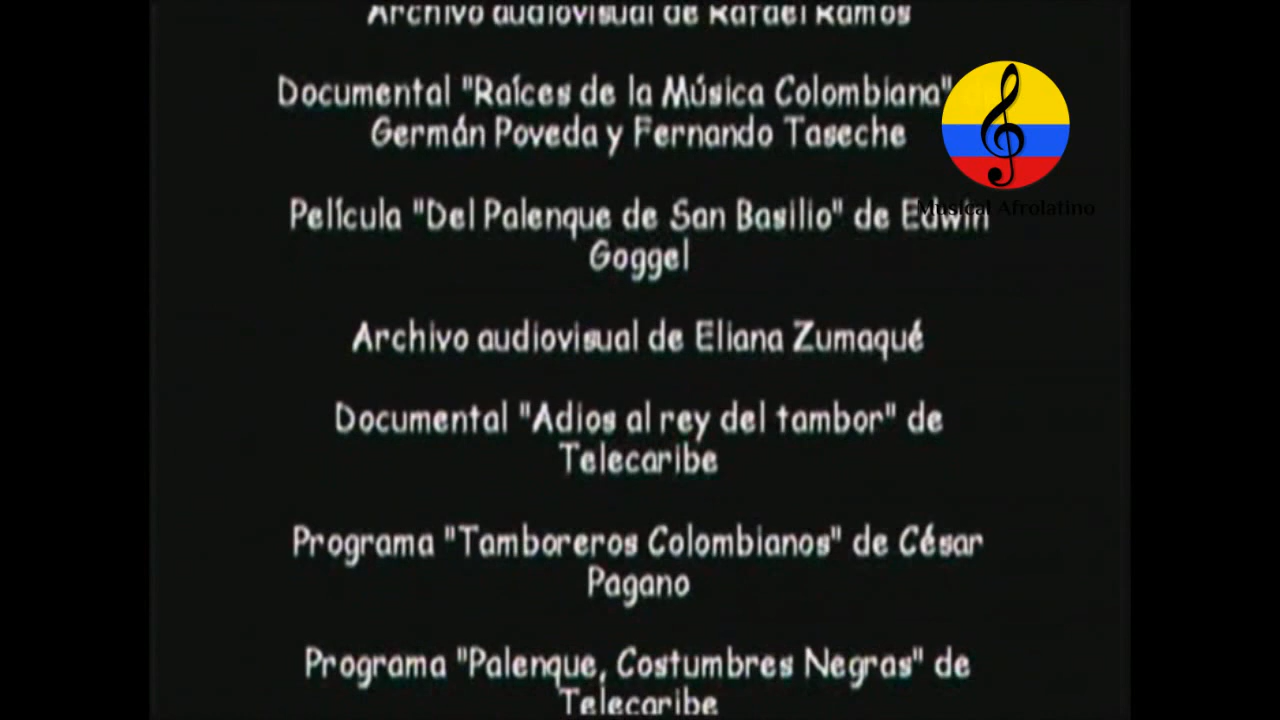 Archivo audiovisual de Rafael Ramos
Documental "Raíces de la Música Colombiana" de
Germán Poveda y Fernando Taseche
Película "Del Palenque de San Basilio" de Edwin
Goggel
Archivo audiovisual de Eliana Zumaqué
Documental "Adios al rey del tambor" de
Telecaribe
Programa "Tamboreros Colombianos" de César
Pagano
Programa "Palenque, Costumbres Negras" de
Telecaribe
Musical Afrolatino